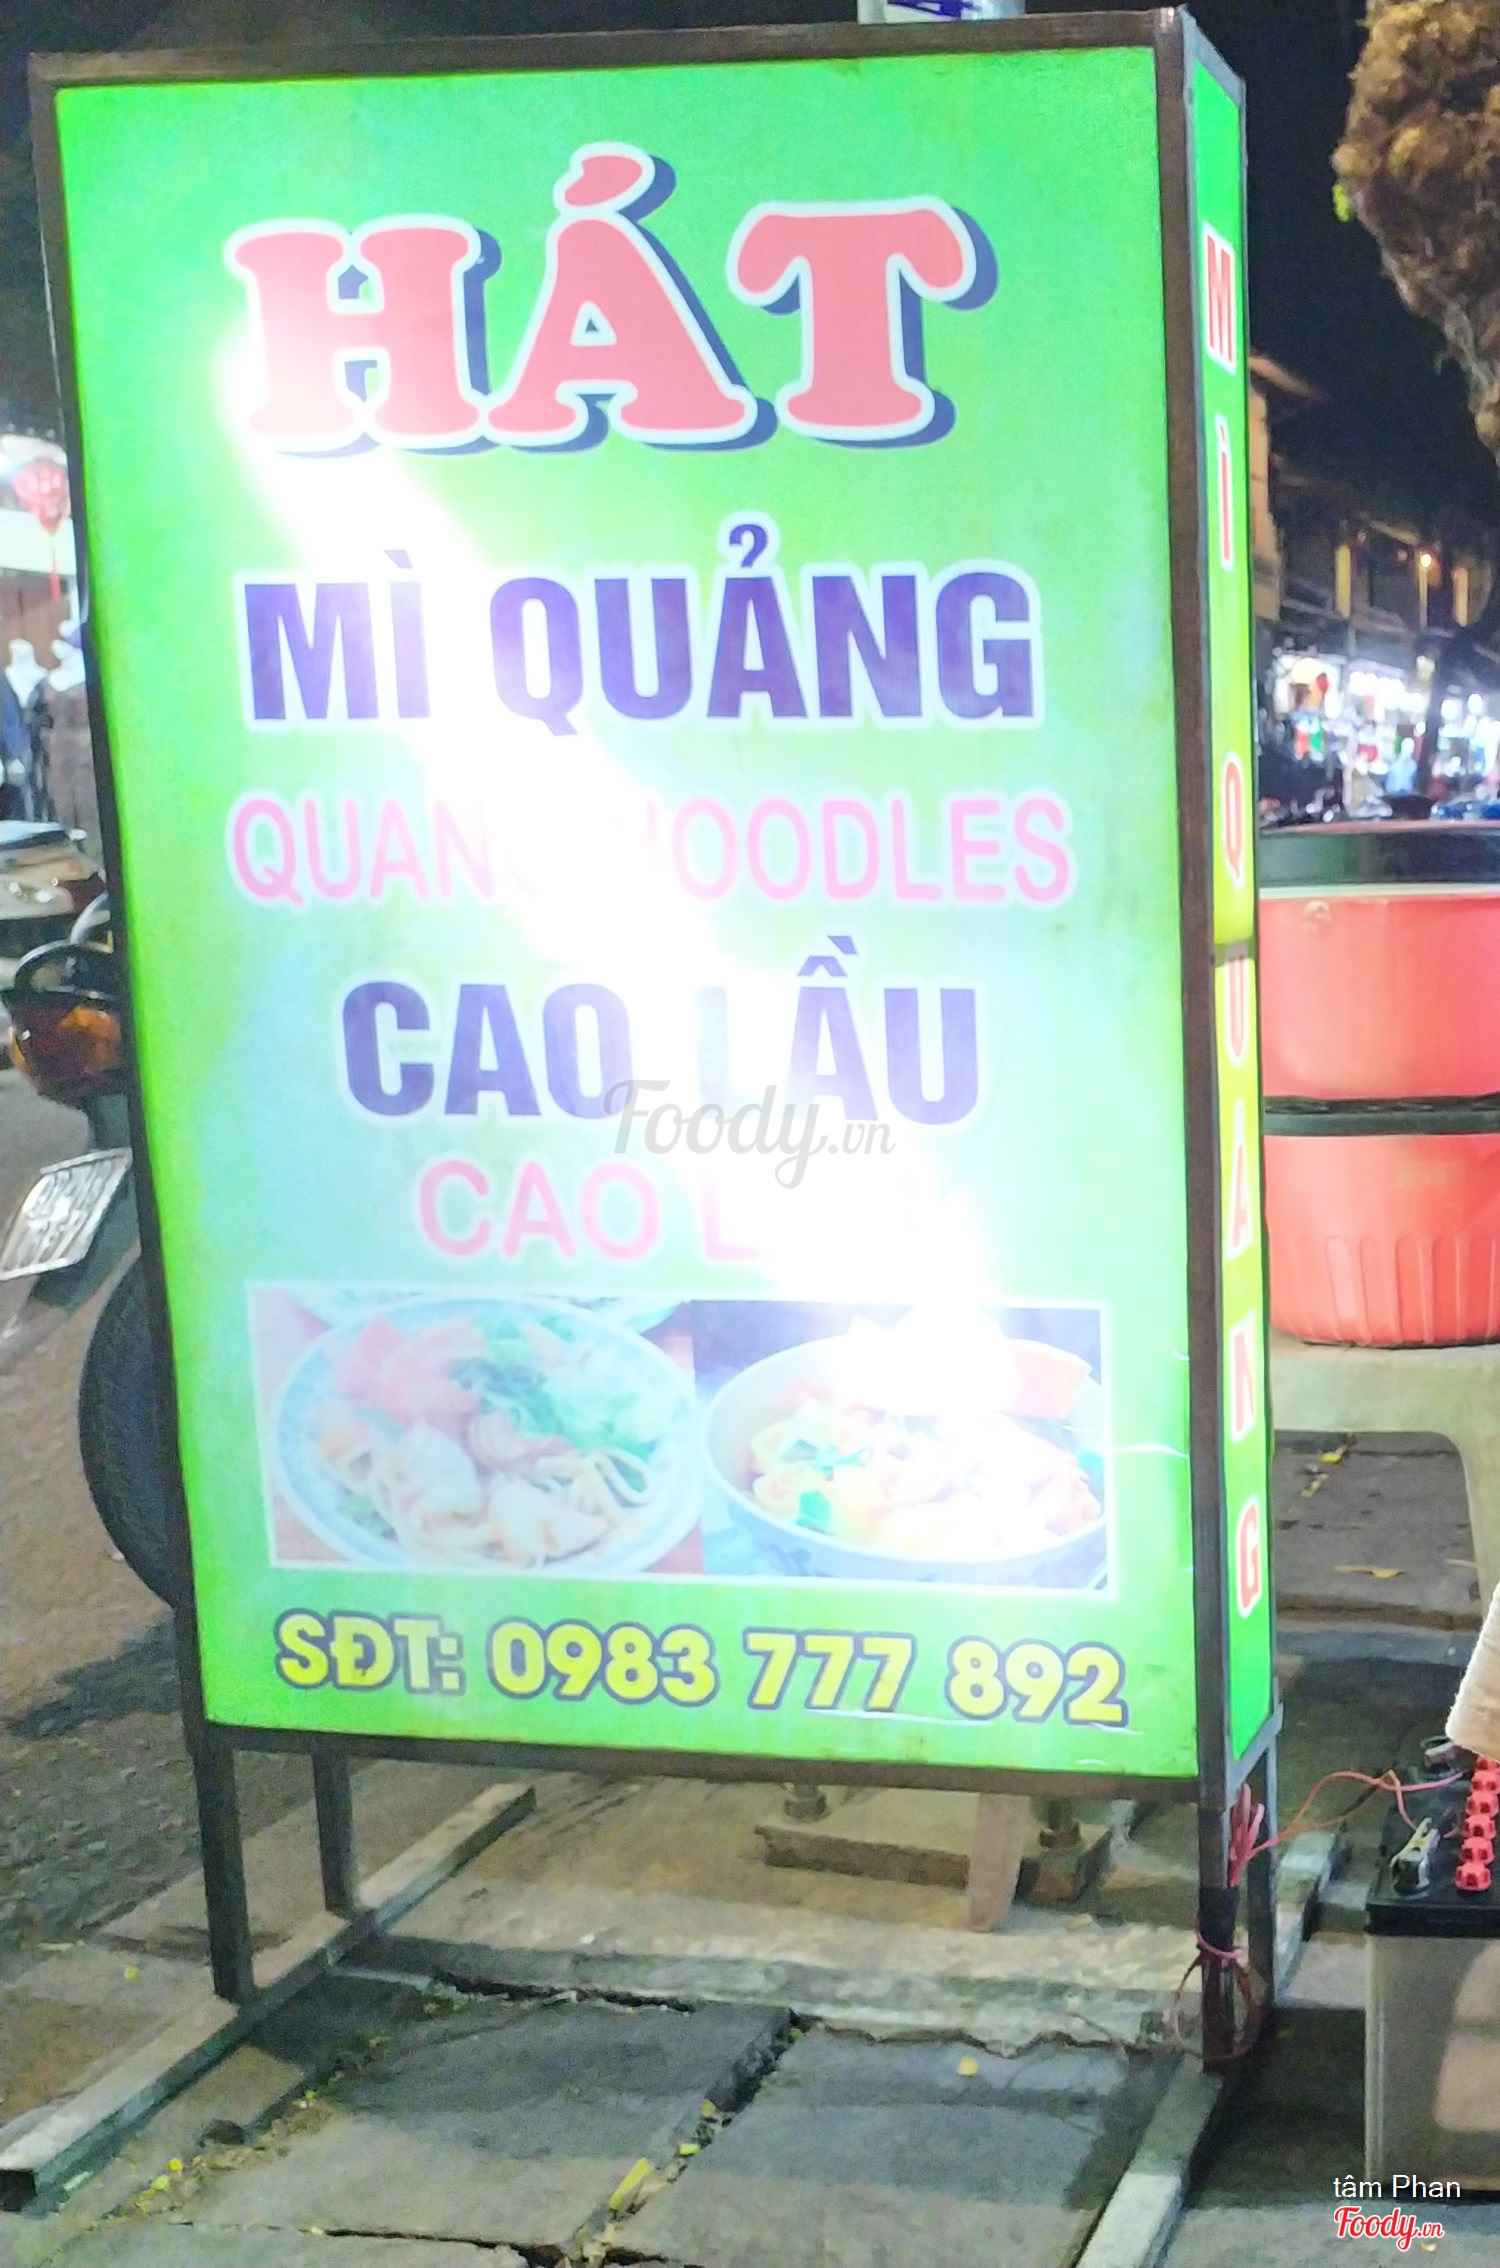 HÁT
MÌ QUẢNG
NOODLES
CAO LẦU
CAO
SĐT: 0983 777 892
MÌ QUẢNG
Foody.vn
tâm Phan
Foody.vn